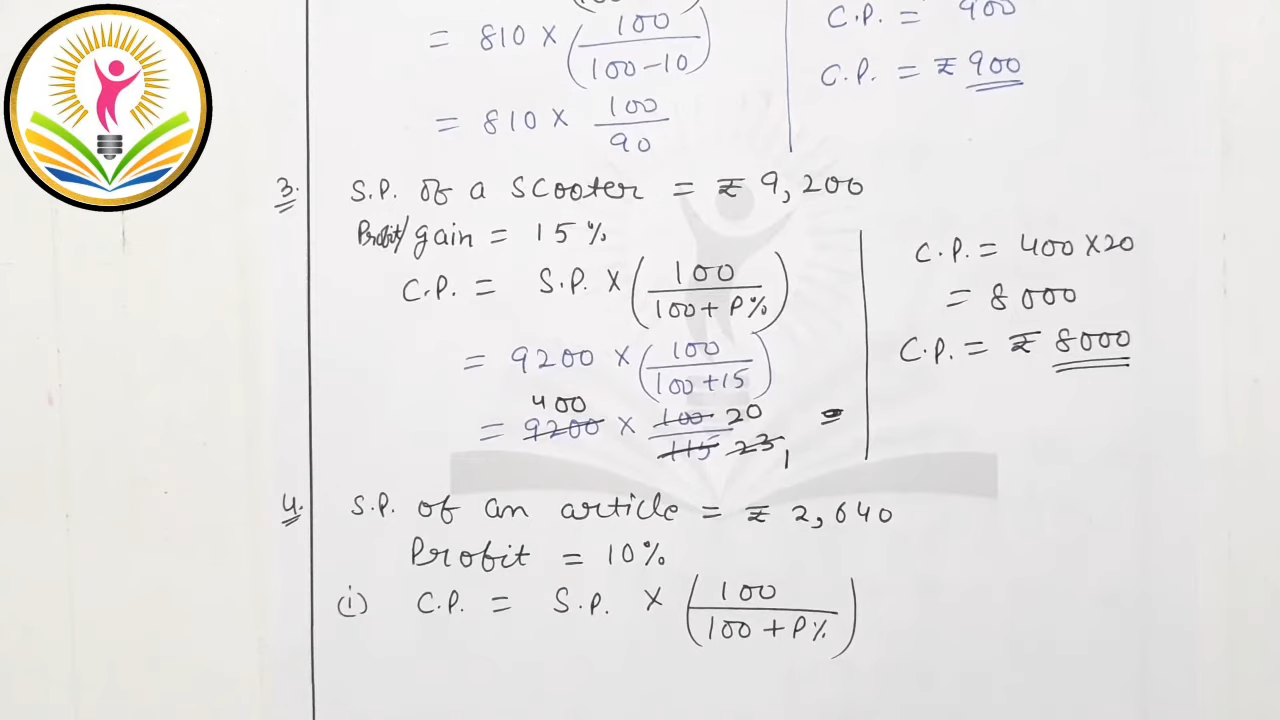 = 810 × (100 / 100-10)
= 810 × 100 / 90
C.P. = 900
C.P. = ₹ 900
3. S.P. of a scooter = ₹ 9,200
Profit/gain = 15%
C.P. = S.P. × (100 / 100 + P%)
= 9200 × (100 / 100+15)
400
= 9200 × 100 20 / 115 23 1 =
C.P. = 400 × 20
= 8000
C.P. = ₹ 8000
4. S.P. of an article = ₹ 2,640
Profit = 10%
(i) C.P. = S.P. × (100 / 100 + P%)